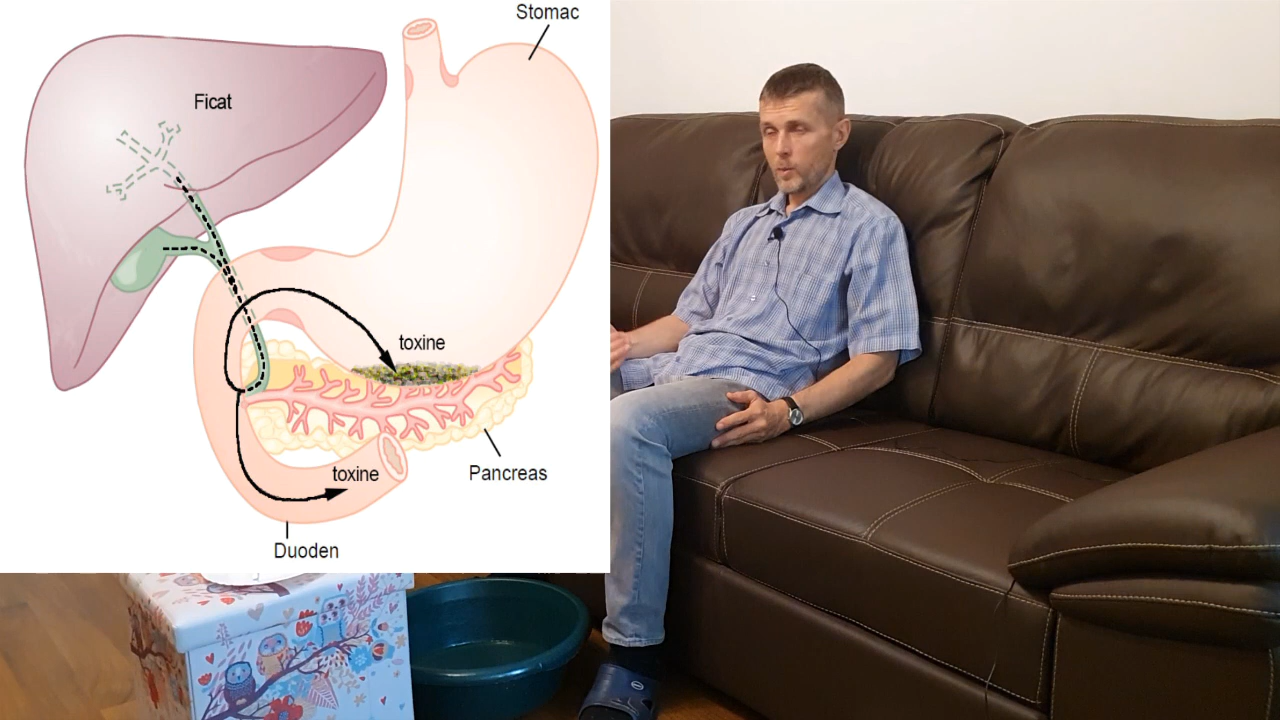 Stomac
Ficat
toxine
toxine
Pancreas
Duoden